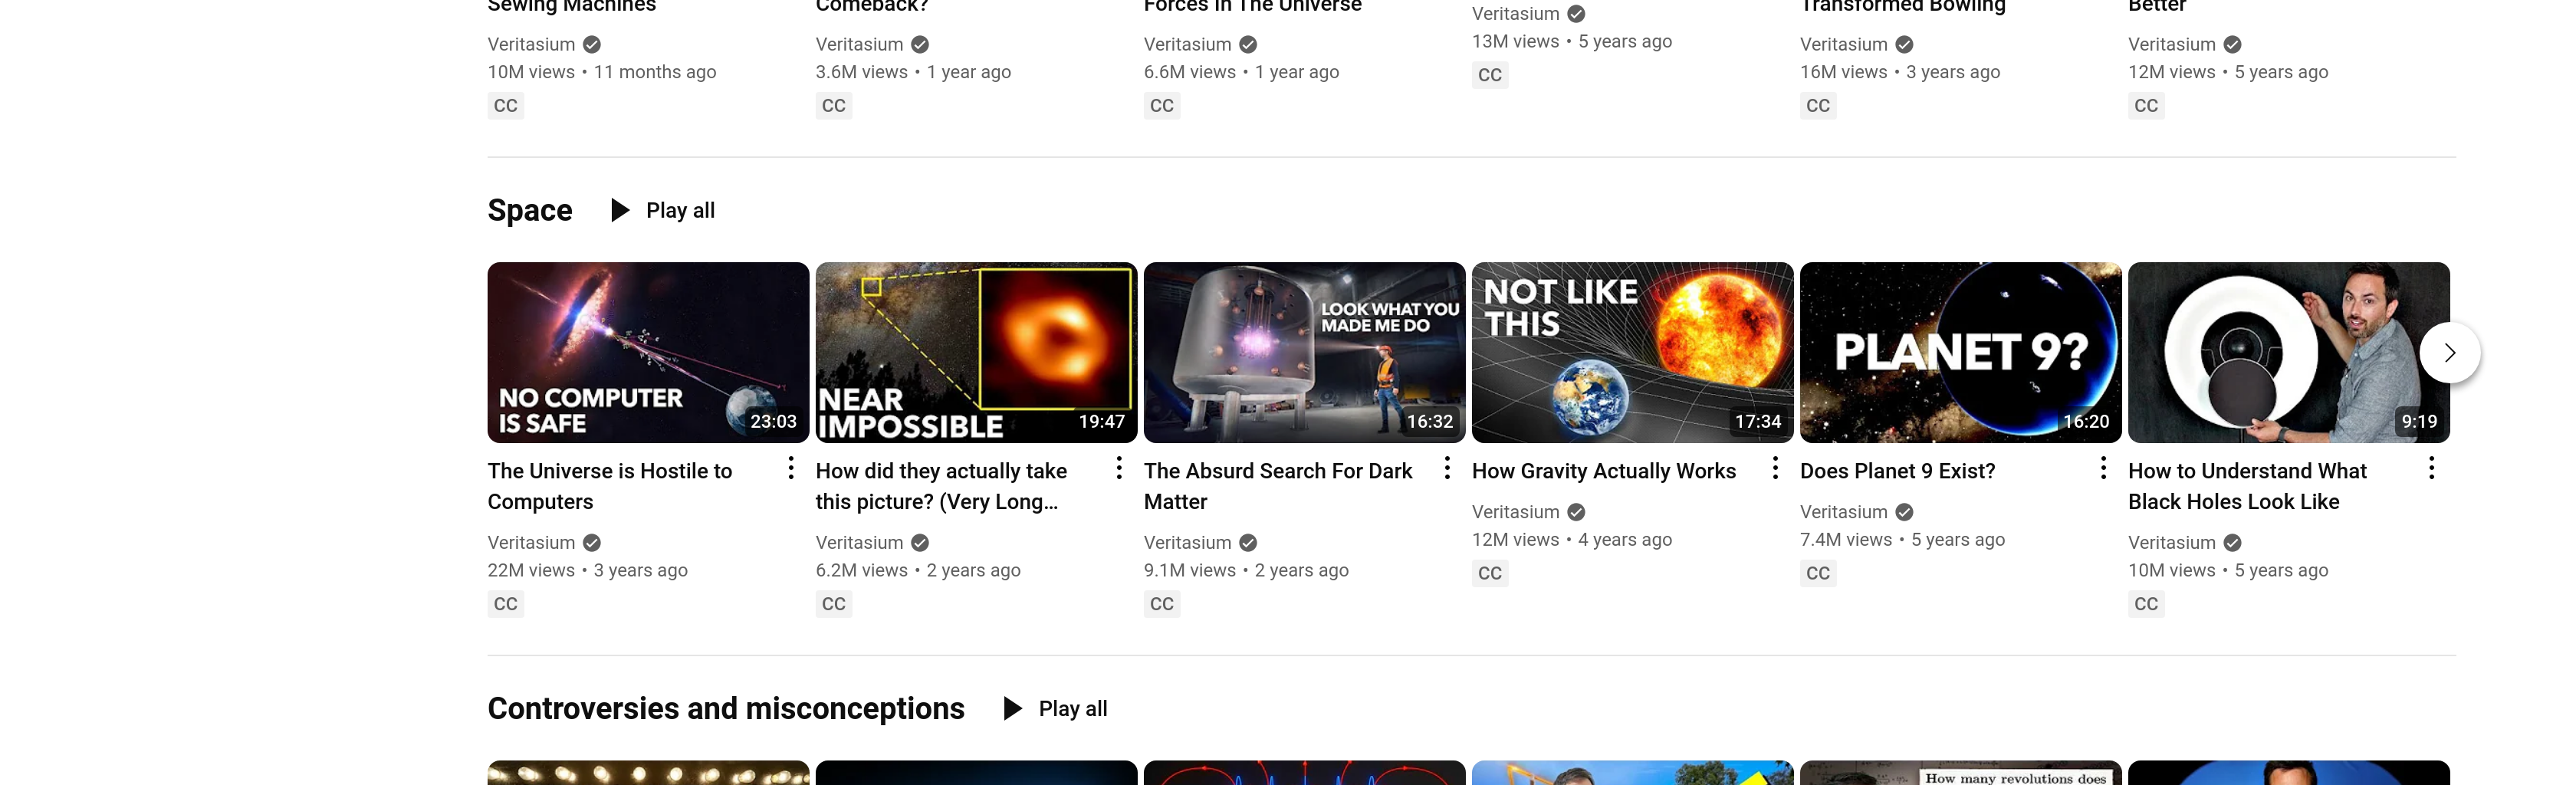 Sewing Machines
Veritasium
10M views • 11 months ago
CC
Comeback?
Veritasium
3.6M views • 1 year ago
CC
Forces In The Universe
Veritasium
6.6M views • 1 year ago
CC
Veritasium
13M views • 5 years ago
CC
Transformed Bowling
Veritasium
16M views • 3 years ago
CC
Better
Veritasium
12M views • 5 years ago
CC
Space
Play all
NO COMPUTER
IS SAFE
23:03
The Universe is Hostile to
Computers
Veritasium
22M views • 3 years ago
CC
NEAR
IMPOSSIBLE
19:47
How did they actually take
this picture? (Very Long...
Veritasium
6.2M views • 2 years ago
CC
LOOK WHAT YOU
MADE ME DO
16:32
The Absurd Search For Dark
Matter
Veritasium
9.1M views • 2 years ago
CC
NOT LIKE
THIS
17:34
How Gravity Actually Works
Veritasium
12M views • 4 years ago
CC
PLANET 9?
16:20
Does Planet 9 Exist?
Veritasium
7.4M views • 5 years ago
CC
9:19
How to Understand What
Black Holes Look Like
Veritasium
10M views • 5 years ago
CC
Controversies and misconceptions
Play all
How many revolutions does